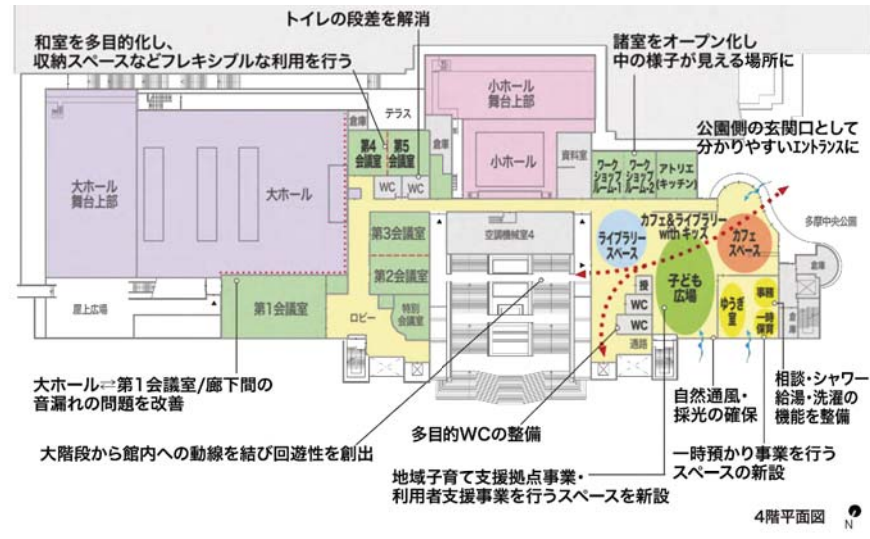 トイレの段差を解消
和室を多目的化し、
収納スペースなどフレキシブルな利用を行う
諸室をオープン化し
中の様子が見える場所に
公園側の玄関口として
分かりやすいエントランスに
テラス
小ホール
舞台上部
倉庫
第4
会議室
第5
会議室
倉庫
WC
WC
小ホール
資料室
ワーク
ショップ
ルーム-1
ワーク
ショップ
ルーム-2
アトリエ
(キッチン)
大ホール
舞台上部
大ホール
多摩中央公園
カフェ&ライブラリー
with キッズ
ライブラリー
スペース
カフェ
スペース
第3会議室
空調機械室4
第2会議室
倉庫
子ども
広場
授
WC
WC
通路
ゆうぎ
室
事務
一時
保育
倉
庫
屋上広場
第1会議室
ロビー
特別
会議室
大ホール⇄第1会議室/廊下間の
音漏れの問題を改善
自然通風・
採光の確保
相談・シャワー
給湯・洗濯の
機能を整備
多目的WCの整備
大階段から館内への動線を結び回遊性を創出
一時預かり事業を行う
スペースの新設
地域子育て支援拠点事業・
利用者支援事業を行うスペースを新設
4階平面図
N